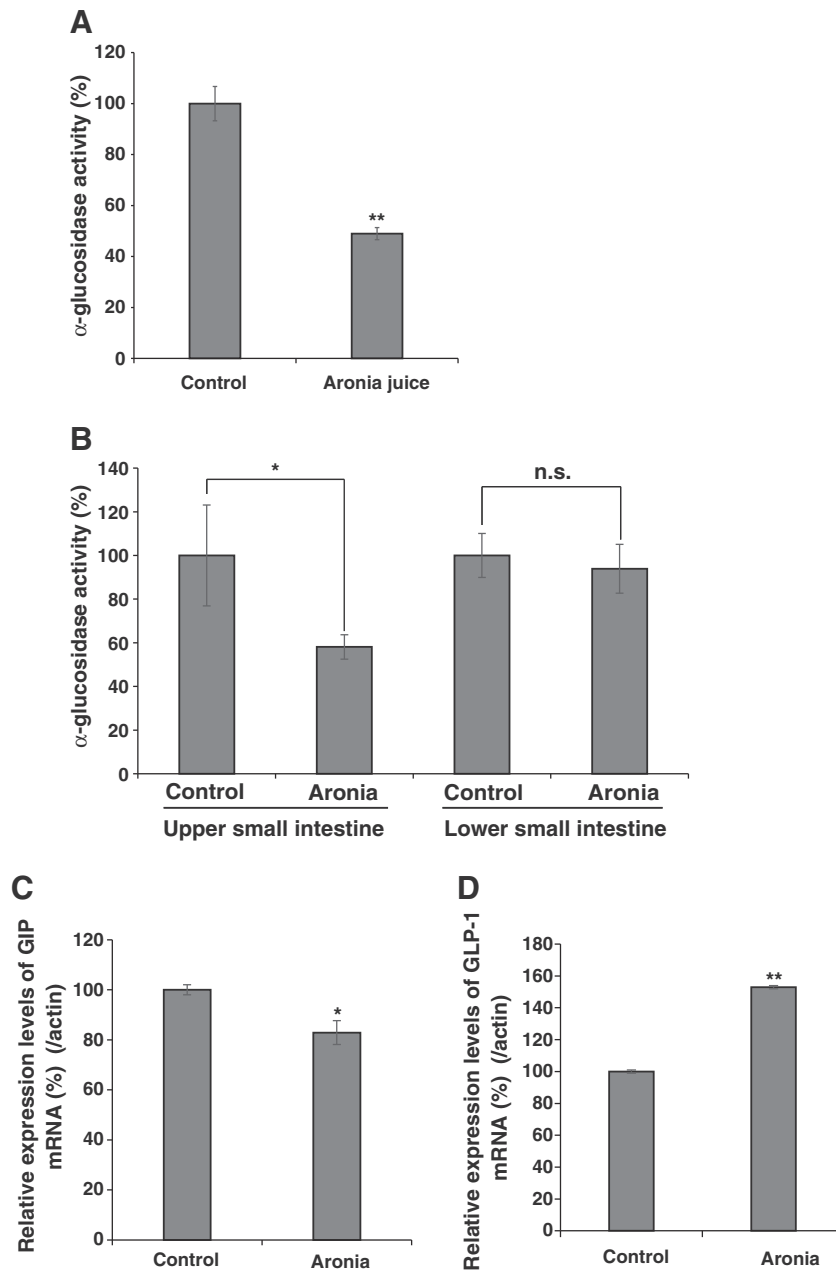 A
α-glucosidase activity (%)
120
100
80
60
40
20
0
**
Control Aronia juice
B
α-glucosidase activity (%)
140
120
100
80
60
40
20
0
*
n.s.
Control Aronia Control Aronia
Upper small intestine Lower small intestine
C
Relative expression levels of GIP
mRNA (%) (/actin)
120
100
80
60
40
20
0
*
Control Aronia
D
Relative expression levels of GLP-1
mRNA (%) (/actin)
180
160
140
120
100
80
60
40
20
0
**
Control Aronia